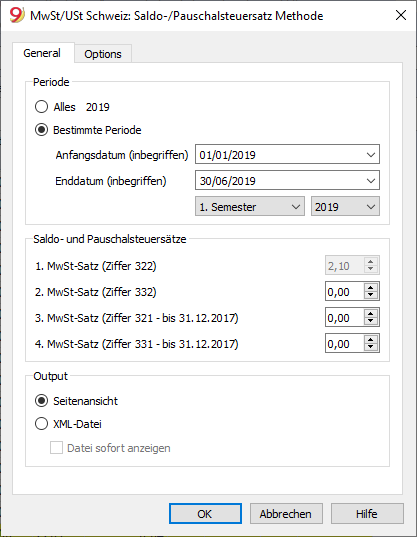 9 MwSt/USt Schweiz: Saldo-/Pauschalsteuersatz Methode
General Options
Periode
Alles 2019
Bestimmte Periode
Anfangsdatum (inbegriffen) 01/01/2019
Enddatum (inbegriffen) 30/06/2019
1. Semester 2019
Saldo- und Pauschalsteuersätze
1. MwSt-Satz (Ziffer 322) 2,10
2. MwSt-Satz (Ziffer 332) 0,00
3. MwSt-Satz (Ziffer 321 - bis 31.12.2017) 0,00
4. MwSt-Satz (Ziffer 331 - bis 31.12.2017) 0,00
Output
Seitenansicht
XML-Datei
Datei sofort anzeigen
OK Abbrechen Hilfe